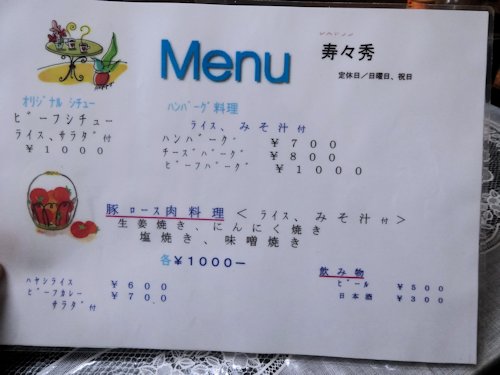 Menu
寿々秀
定休日／日曜日、祝日
ｵﾘｼﾞﾅﾙ ｼﾁｭｰ
ﾋﾞｰﾌｼﾁｭｰ
ﾗｲｽ、ｻﾗﾀﾞ付
￥１０００
ﾊﾝﾊﾞｰｸﾞ料理
ﾗｲｽ、みそ汁付
ﾊﾝﾊﾞｰｸﾞ ￥７００
ﾁｰｽﾞﾊﾞｰｸﾞ ￥８００
ﾋﾞｰﾌﾊﾞｰｸﾞ ￥１０００
豚ﾛｰｽ肉料理＜ﾗｲｽ、みそ汁付＞
生姜焼き、にんにく焼き
塩焼き、味噌焼き
各￥１０００ー
ﾊﾔｼﾗｲｽ ￥６００
ﾋﾞｰﾌｶﾚｰ ￥７００
ｻﾗﾀﾞ付
飲み物
ﾋﾞｰﾙ ￥５００
日本酒 ￥３００